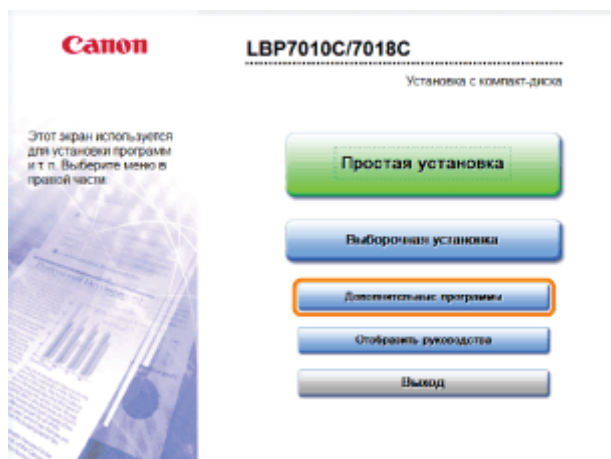 Canon
LBP7010C/7018C
Установка с компакт-диска
Этот экран используется
для установки программ
и т. п. Выберите меню в
правой части.
Простая установка
Выборочная установка
Дополнительные программы
Отобразить руководства
Выход